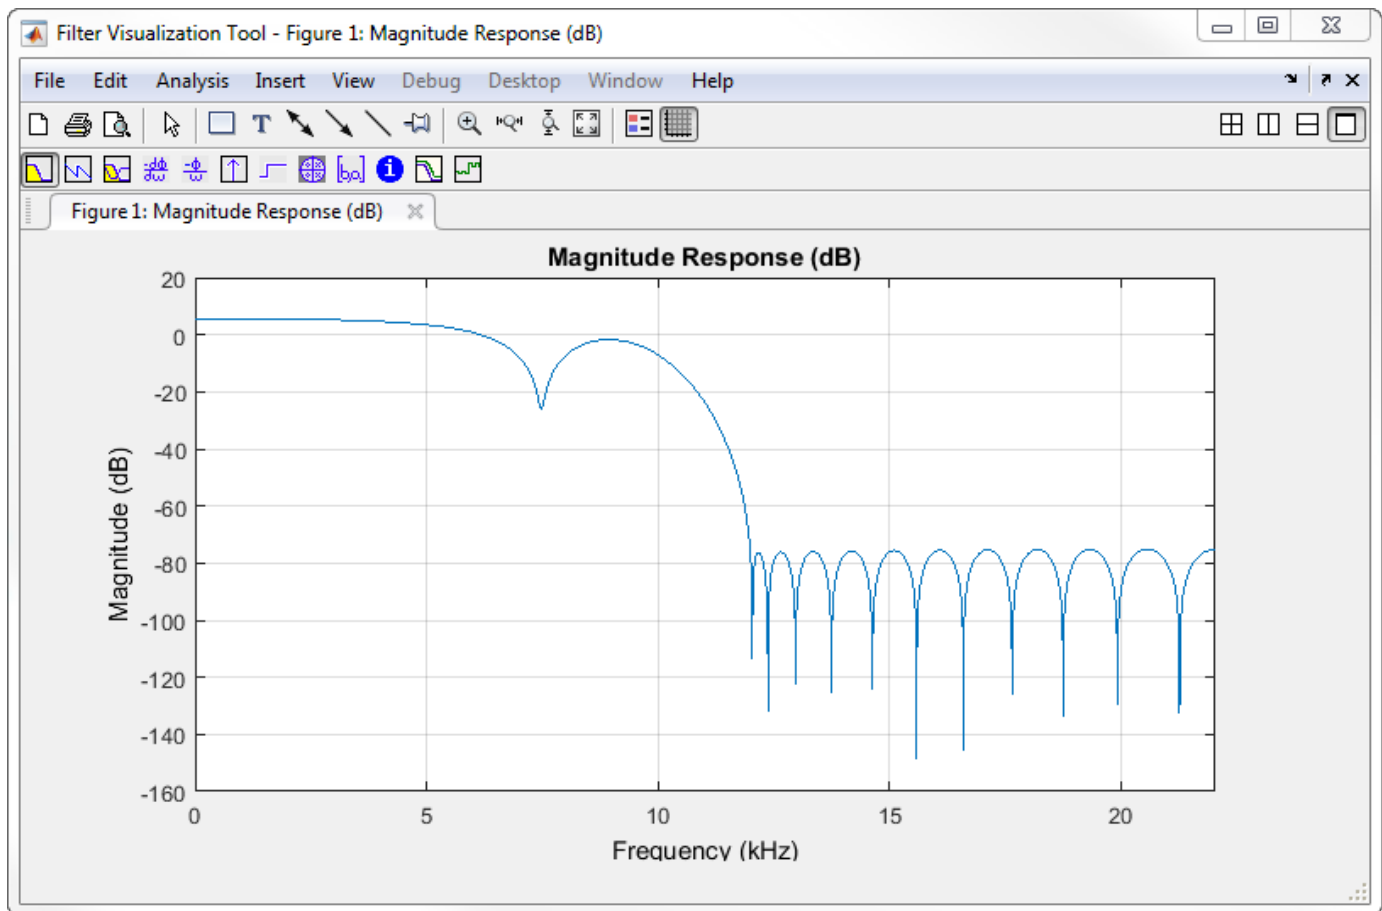 Filter Visualization Tool - Figure 1: Magnitude Response (dB)
File Edit Analysis Insert View Debug Desktop Window Help
T
[b,a] i
Figure 1: Magnitude Response (dB)
Magnitude Response (dB)
20
0
-20
-40
-60
-80
-100
-120
-140
-160
Magnitude (dB)
0 5 10 15 20
Frequency (kHz)